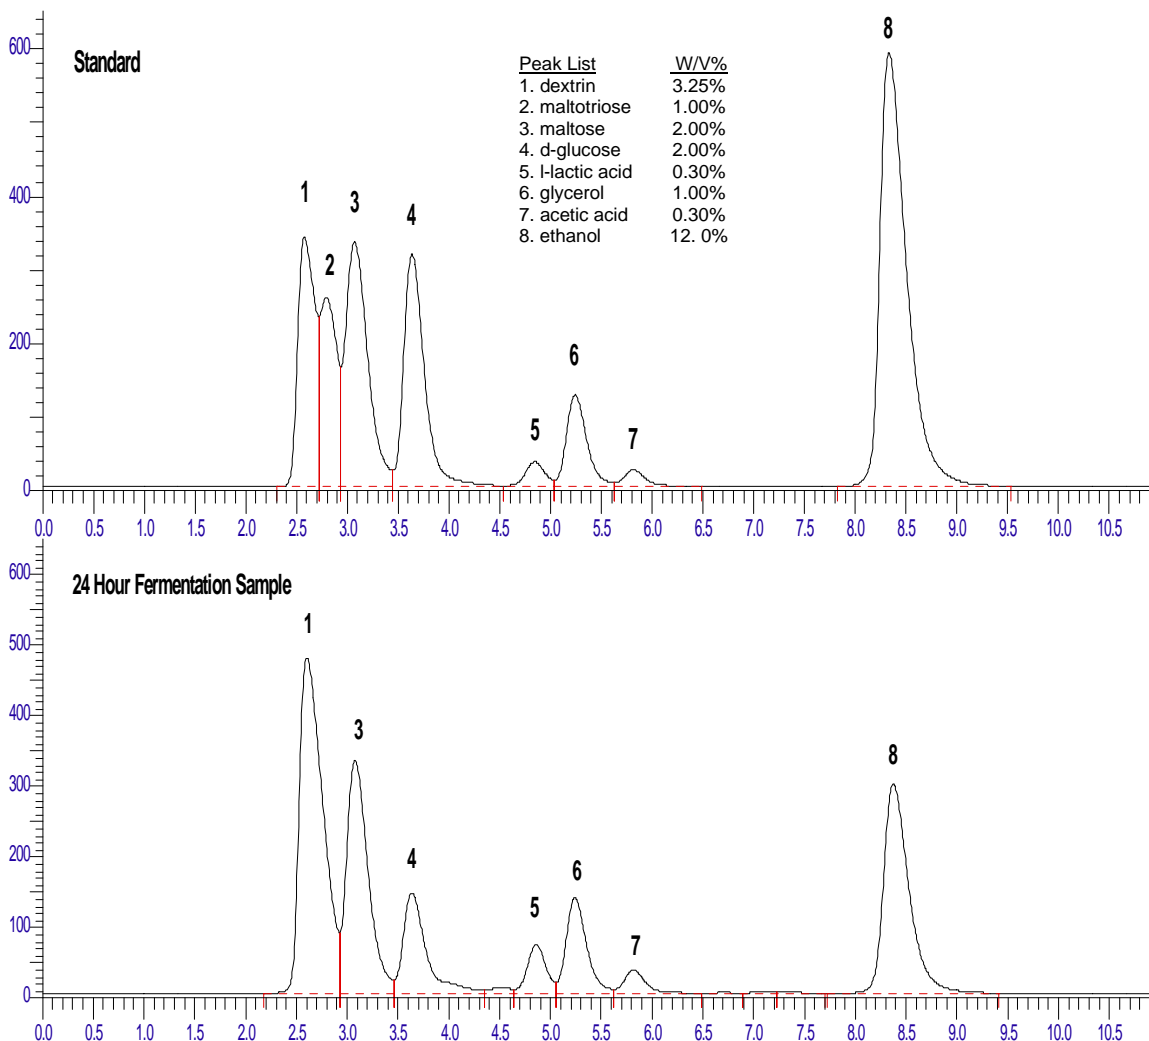 Standard
Peak List W/V%
1. dextrin 3.25%
2. maltotriose 1.00%
3. maltose 2.00%
4. d-glucose 2.00%
5. l-lactic acid 0.30%
6. glycerol 1.00%
7. acetic acid 0.30%
8. ethanol 12. 0%
600
400
200
0
1
2
3
4
5
6
7
8
0.0 0.5 1.0 1.5 2.0 2.5 3.0 3.5 4.0 4.5 5.0 5.5 6.0 6.5 7.0 7.5 8.0 8.5 9.0 9.5 10.0 10.5
24 Hour Fermentation Sample
600
500
400
300
200
100
0
1
3
4
5
6
7
8
0.0 0.5 1.0 1.5 2.0 2.5 3.0 3.5 4.0 4.5 5.0 5.5 6.0 6.5 7.0 7.5 8.0 8.5 9.0 9.5 10.0 10.5